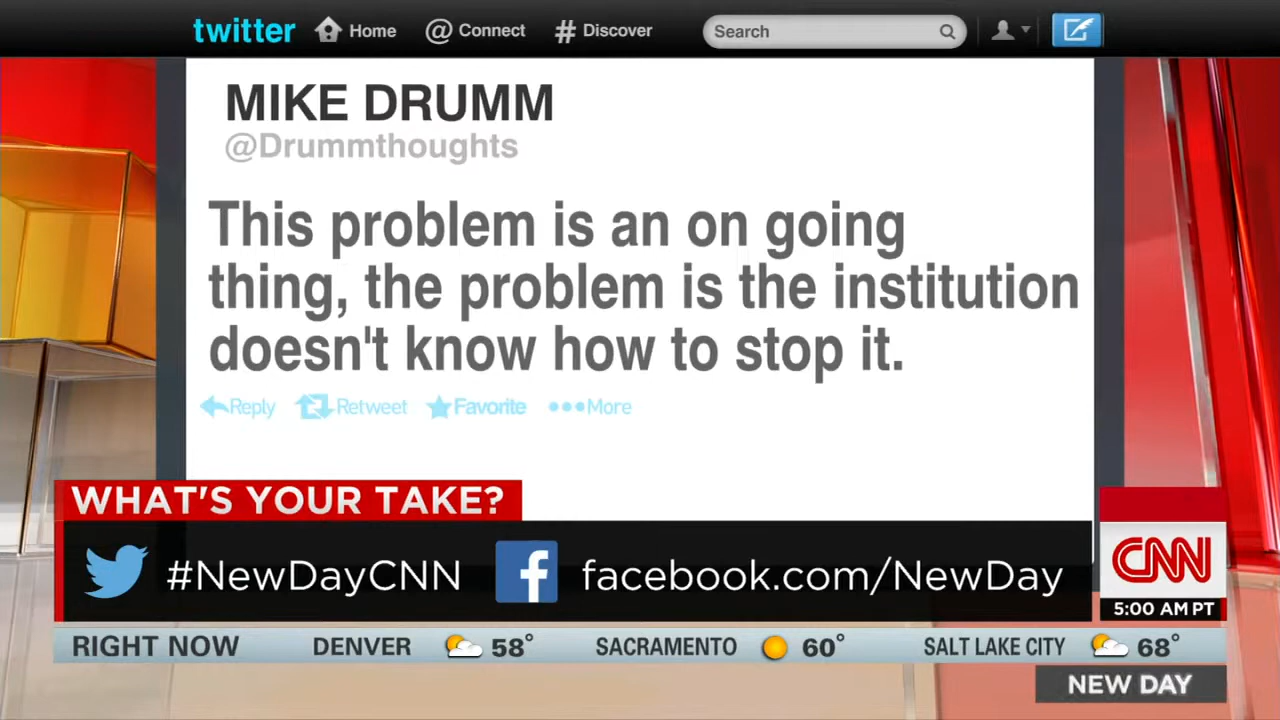 twitter Home @ Connect # Discover Search
MIKE DRUMM
@Drummthoughts
This problem is an on going
thing, the problem is the institution
doesn't know how to stop it.
Reply Retweet Favorite •••More
WHAT'S YOUR TAKE?
#NewDayCNN f facebook.com/NewDay
CNN
5:00 AM PT
RIGHT NOW DENVER 58° SACRAMENTO 60° SALT LAKE CITY 68°
NEW DAY